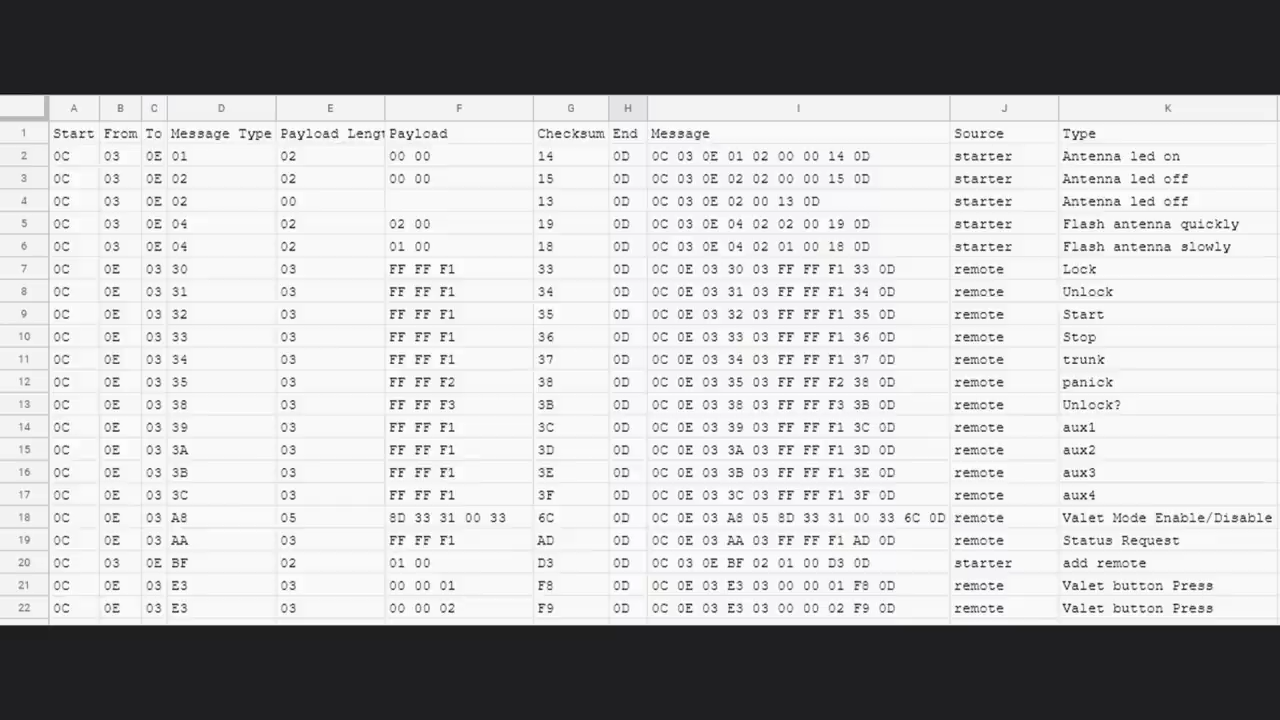 A B C D E F G H I J K
1 Start From To Message Type Payload Lengt Payload Checksum End Message Source Type
2 0C 03 0E 01 02 00 00 14 0D 0C 03 0E 01 02 00 00 14 0D starter Antenna led on
3 0C 03 0E 02 02 00 00 15 0D 0C 03 0E 02 02 00 00 15 0D starter Antenna led off
4 0C 03 0E 02 00 13 0D 0C 03 0E 02 00 13 0D starter Antenna led off
5 0C 03 0E 04 02 02 00 19 0D 0C 03 0E 04 02 02 00 19 0D starter Flash antenna quickly
6 0C 03 0E 04 02 01 00 18 0D 0C 03 0E 04 02 01 00 18 0D starter Flash antenna slowly
7 0C 0E 03 30 03 FF FF F1 33 0D 0C 0E 03 30 03 FF FF F1 33 0D remote Lock
8 0C 0E 03 31 03 FF FF F1 34 0D 0C 0E 03 31 03 FF FF F1 34 0D remote Unlock
9 0C 0E 03 32 03 FF FF F1 35 0D 0C 0E 03 32 03 FF FF F1 35 0D remote Start
10 0C 0E 03 33 03 FF FF F1 36 0D 0C 0E 03 33 03 FF FF F1 36 0D remote Stop
11 0C 0E 03 34 03 FF FF F1 37 0D 0C 0E 03 34 03 FF FF F1 37 0D remote trunk
12 0C 0E 03 35 03 FF FF F2 38 0D 0C 0E 03 35 03 FF FF F2 38 0D remote panick
13 0C 0E 03 38 03 FF FF F3 3B 0D 0C 0E 03 38 03 FF FF F3 3B 0D remote Unlock?
14 0C 0E 03 39 03 FF FF F1 3C 0D 0C 0E 03 39 03 FF FF F1 3C 0D remote aux1
15 0C 0E 03 3A 03 FF FF F1 3D 0D 0C 0E 03 3A 03 FF FF F1 3D 0D remote aux2
16 0C 0E 03 3B 03 FF FF F1 3E 0D 0C 0E 03 3B 03 FF FF F1 3E 0D remote aux3
17 0C 0E 03 3C 03 FF FF F1 3F 0D 0C 0E 03 3C 03 FF FF F1 3F 0D remote aux4
18 0C 0E 03 A8 05 8D 33 31 00 33 6C 0D 0C 0E 03 A8 05 8D 33 31 00 33 6C 0D remote Valet Mode Enable/Disable
19 0C 0E 03 AA 03 FF FF F1 AD 0D 0C 0E 03 AA 03 FF FF F1 AD 0D remote Status Request
20 0C 03 0E BF 02 01 00 D3 0D 0C 03 0E BF 02 01 00 D3 0D starter add remote
21 0C 0E 03 E3 03 00 00 01 F8 0D 0C 0E 03 E3 03 00 00 01 F8 0D remote Valet button Press
22 0C 0E 03 E3 03 00 00 02 F9 0D 0C 0E 03 E3 03 00 00 02 F9 0D remote Valet button Press